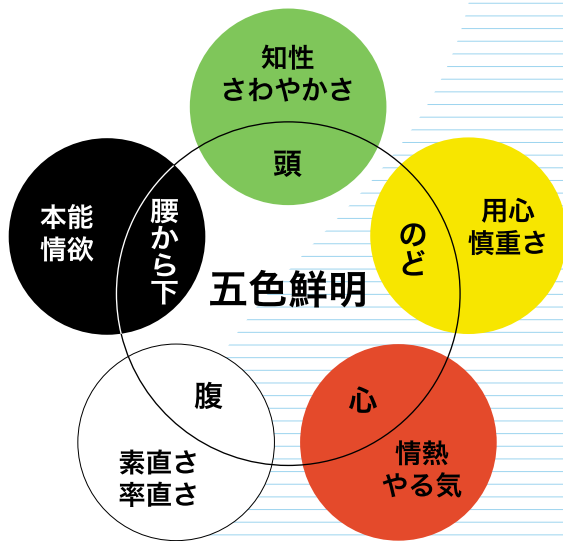 知性
さわやかさ
頭
用心
慎重さ
のど
本能
情欲
腰から下
五色鮮明
腹
素直さ
率直さ
心
情熱
やる気